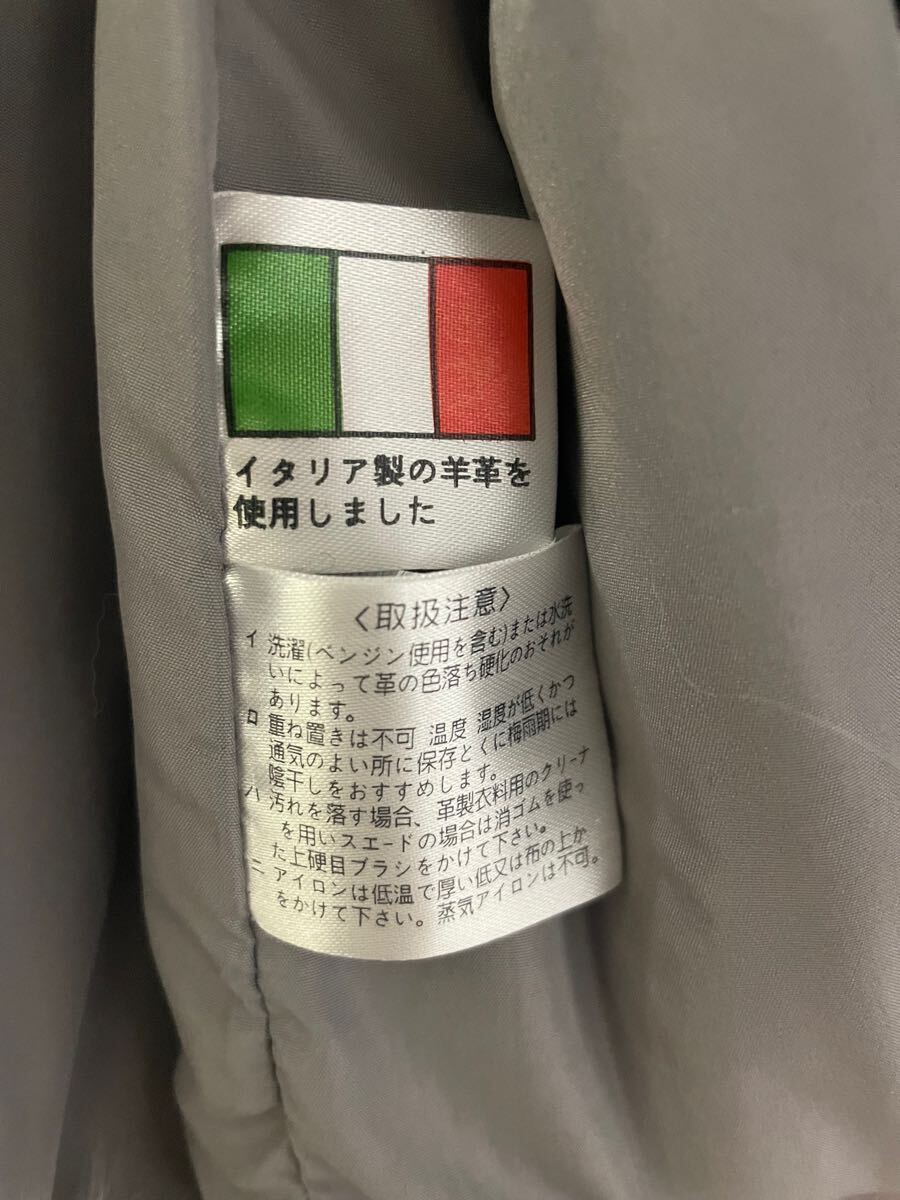 イタリア製の羊革を
使用しました
〈取扱注意〉
イ 洗濯(ベンジン使用を含む)または水洗
いによって革の色落ち硬化のおそれが
あります。
ロ 重ね置きは不可 温度 湿度が低くかつ
通気のよい所に保存とくに梅雨期には
陰干しをおすすめします。
ハ 汚れを落す場合、革製衣料用のクリーナ
を用いスエードの場合は消ゴムを使っ
た上硬目ブラシをかけて下さい。
ニ アイロンは低温で厚い低又は布の上か
をかけて下さい。蒸気アイロンは不可。